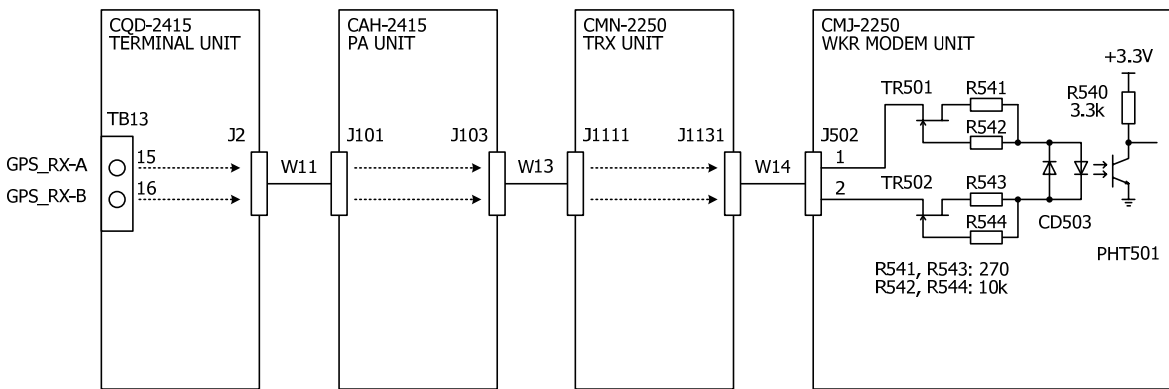 CQD-2415
TERMINAL UNIT
CAH-2415
PA UNIT
CMN-2250
TRX UNIT
CMJ-2250
WKR MODEM UNIT
+3.3V
TR501
R541
R540
3.3k
TB13
J2
J101
J103
J1111
J1131
J502
R542
GPS_RX-A
15
W11
W13
W14
1
GPS_RX-B
16
2
TR502
R543
R544
CD503
PHT501
R541, R543: 270
R542, R544: 10k